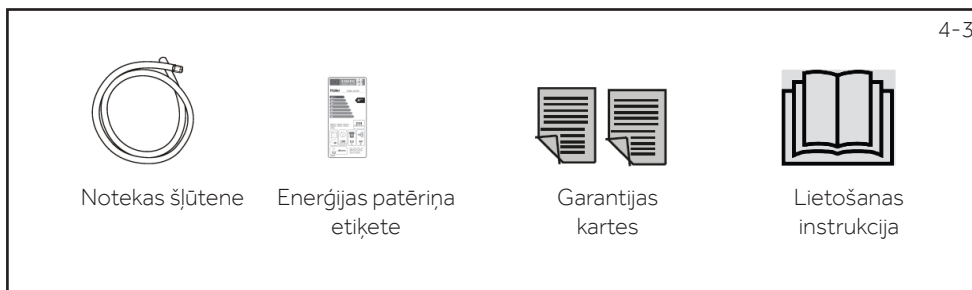 4-3
Notekas šļūtene
Enerģijas patēriņa
etiķete
Garantijas
kartes
Lietošanas
instrukcija